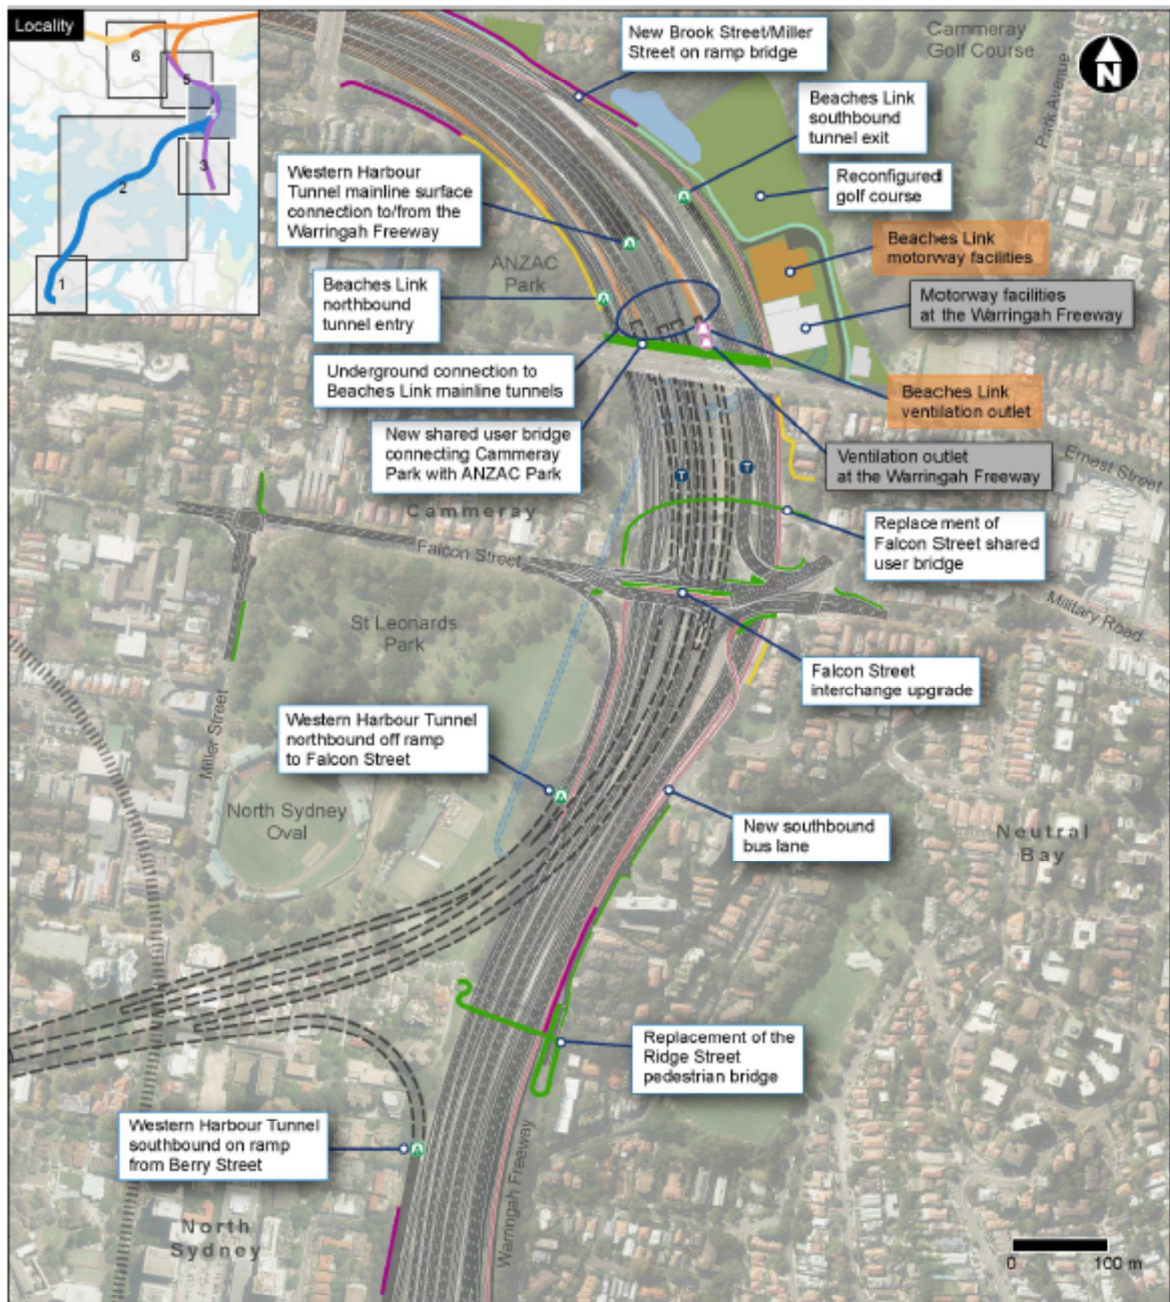 Locality
6
5
4
3
2
1
New Brook Street/Miller
Street on ramp bridge
Cammeray
Golf Course
N
Park Avenue
Beaches Link
southbound
tunnel exit
Western Harbour
Tunnel mainline surface
connection to/from the
Warringah Freeway
Reconfigured
golf course
Beaches Link
motorway facilities
ANZAC
Park
Beaches Link
northbound
tunnel entry
Motorway facilities
at the Warringah Freeway
Underground connection to
Beaches Link mainline tunnels
Beaches Link
ventilation outlet
New shared user bridge
connecting Cammeray
Park with ANZAC Park
Ventilation outlet
at the Warringah Freeway
Ernest Street
T
T
Cammeray
Replacement of
Falcon Street shared
user bridge
Falcon Street
Military Road
St Leonards
Park
Falcon Street
interchange upgrade
Miller Street
Western Harbour Tunnel
northbound off ramp
to Falcon Street
North Sydney
Oval
New southbound
bus lane
Neutral
Bay
Replacement of the
Ridge Street
pedestrian bridge
Western Harbour Tunnel
southbound on ramp
from Berry Street
Warringah Freeway
North
Sydney
0 100 m